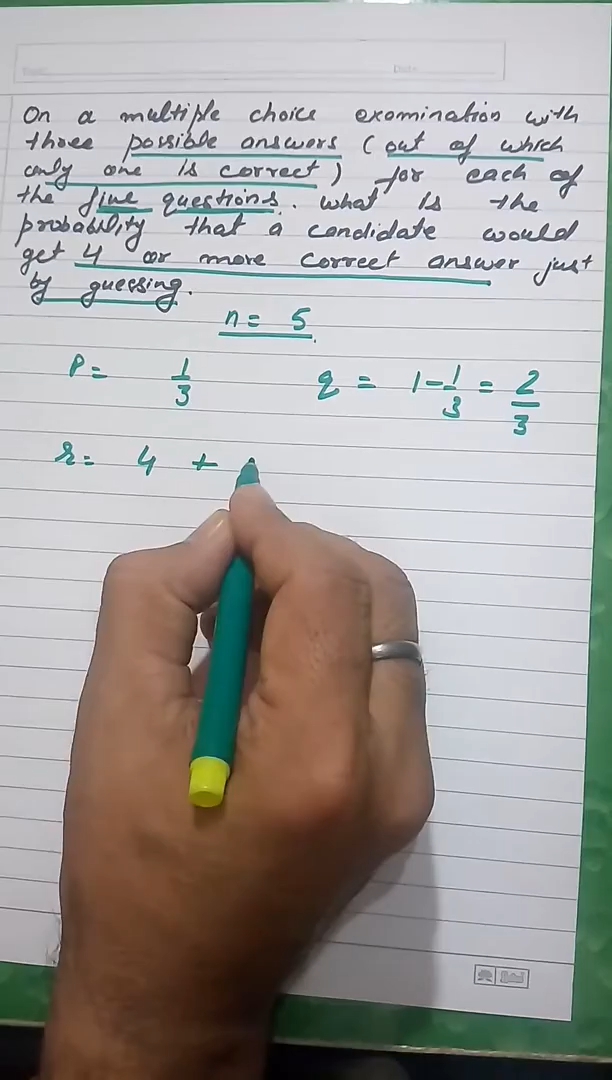 On a multiple choice examination with
three possible answers (out of which
only one is correct) for each of
the five questions. what is the
probability that a candidate would
get 4 or more correct answer just
by guessing.
n = 5
P = 1/3 q = 1-1/3 = 2/3
r = 4 +